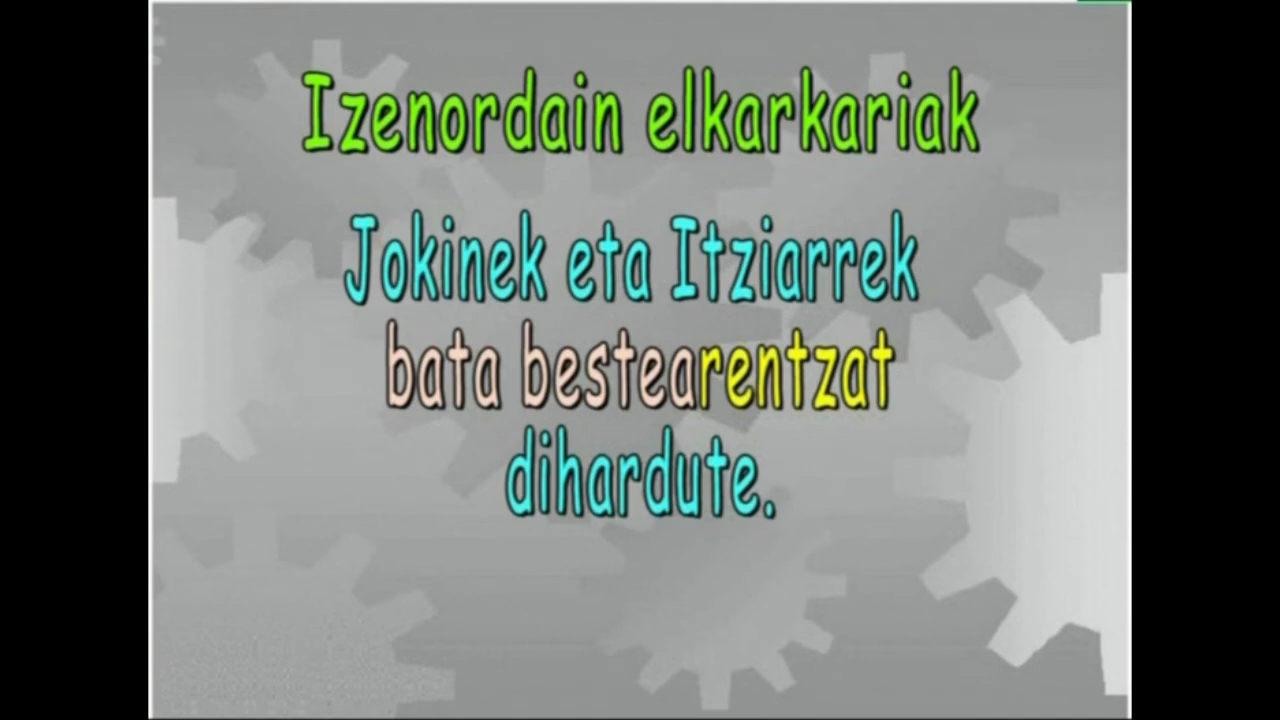 Izenordain elkarkariak
Jokinek eta Itziarrek
bata bestearentzat
dihardute.